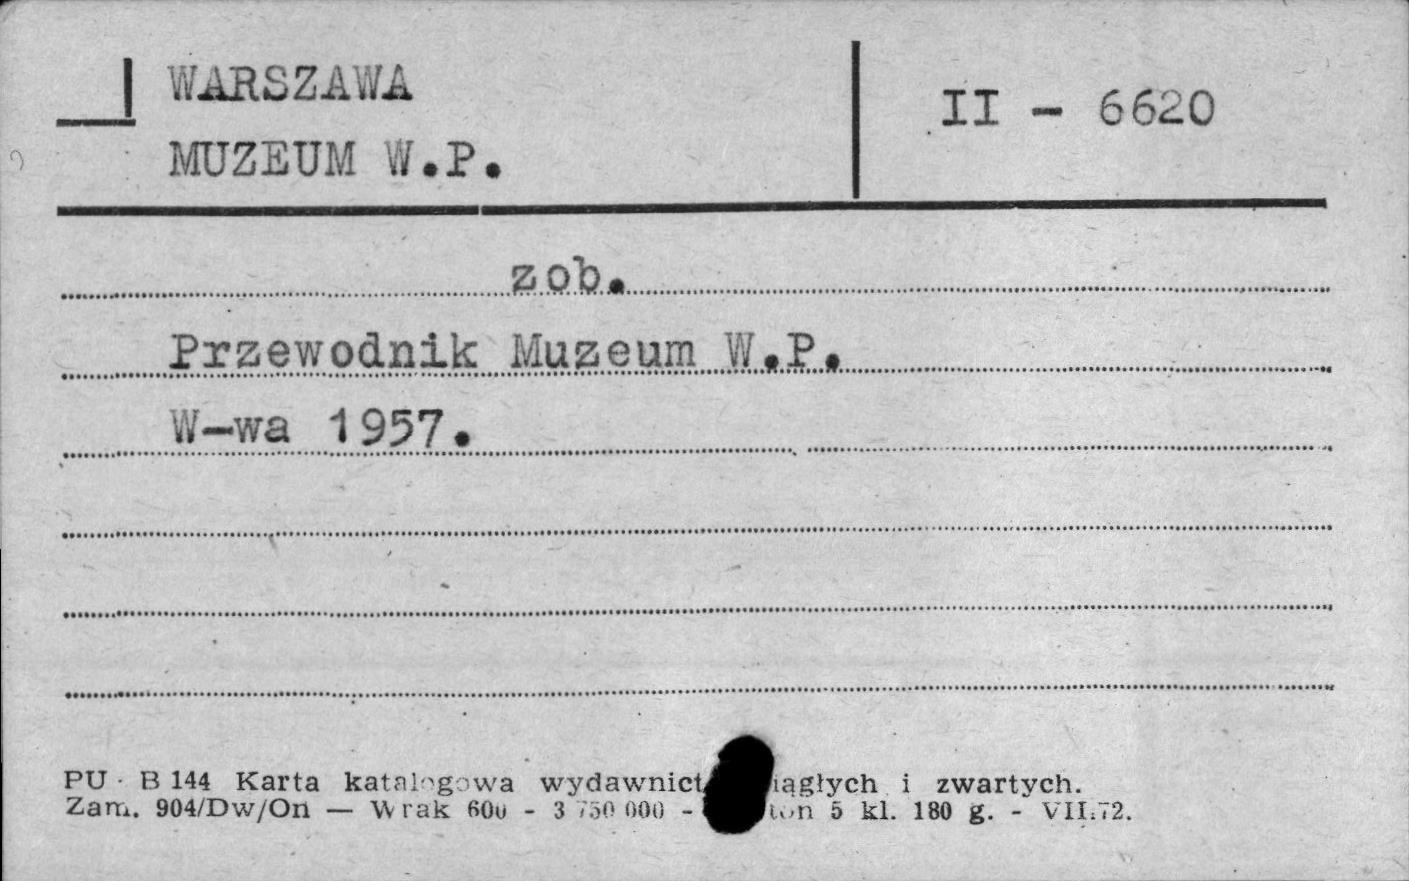 WARSZAWA
MUZEUM W.P.
II - 6620
zob.
Przewodnik Muzeum W.P.
W-wa 1957.
PU B 144 Karta katalogowa wydawnict iągłych i zwartych.
Zam. 904/Dw/On — Wrak 600 - 3 750 000 - ton 5 kl. 180 g. - VII.72.